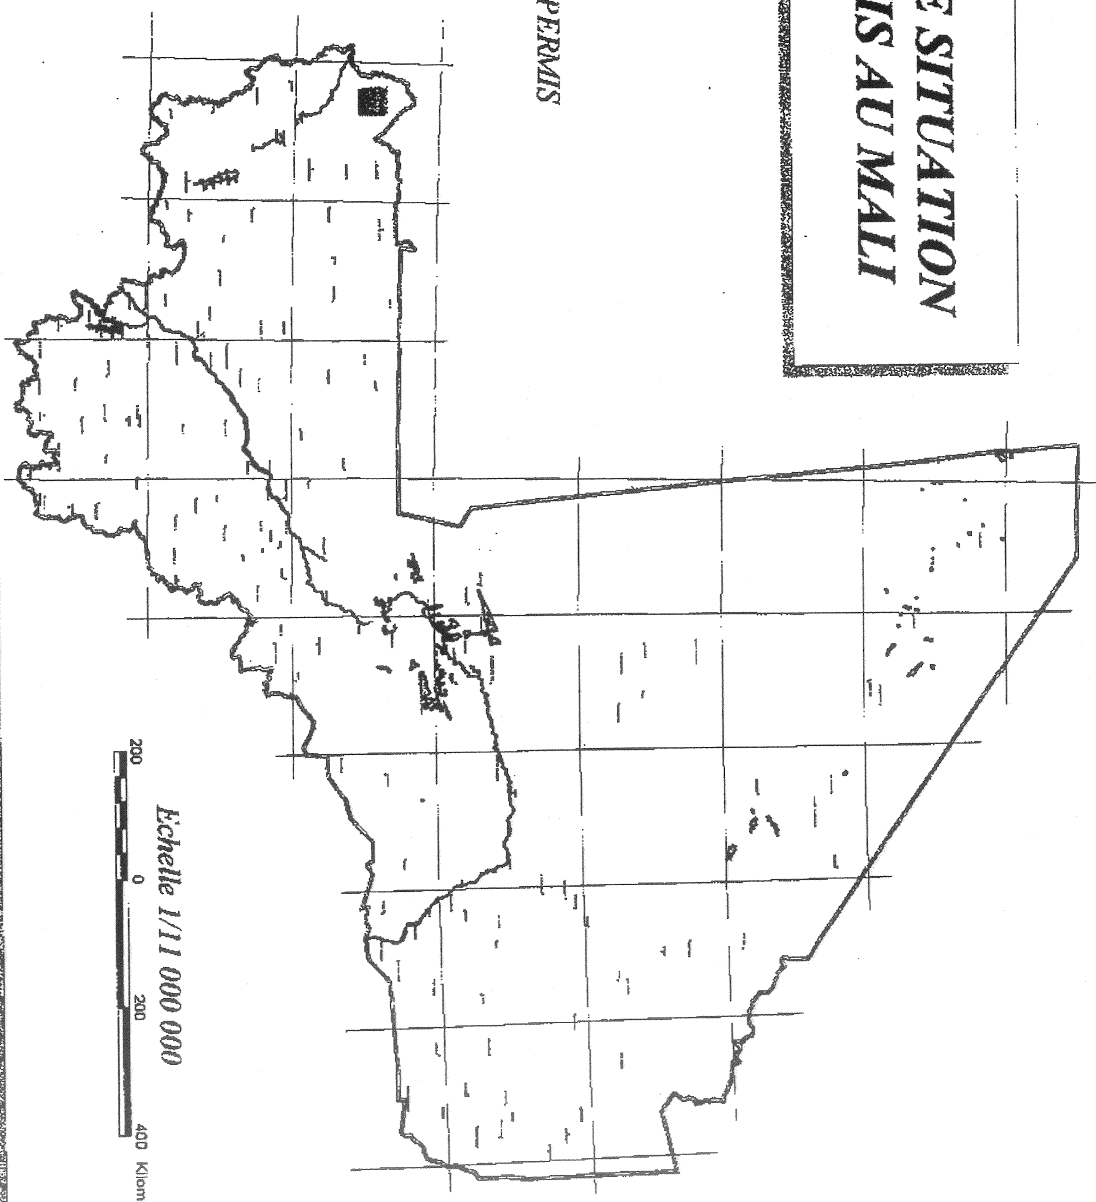 E SITUATION
IS AU MALI
PERMIS
Echelle 1/11 000 000
200 0 200 400 Kilom